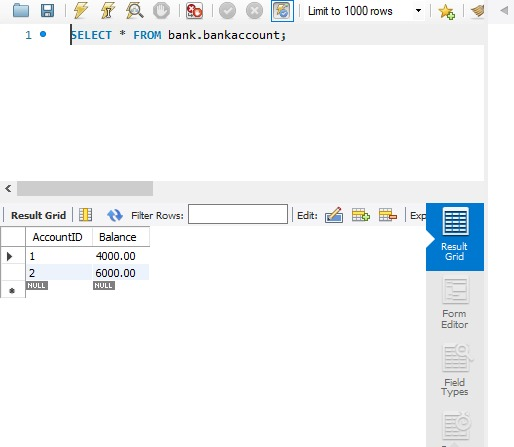 Limit to 1000 rows
1 SELECT * FROM bank.bankaccount;
Result Grid Filter Rows: Edit: Exp
Result
Grid
AccountID Balance
1 4000.00
2 6000.00
NULL NULL
Form
Editor
Field
Types